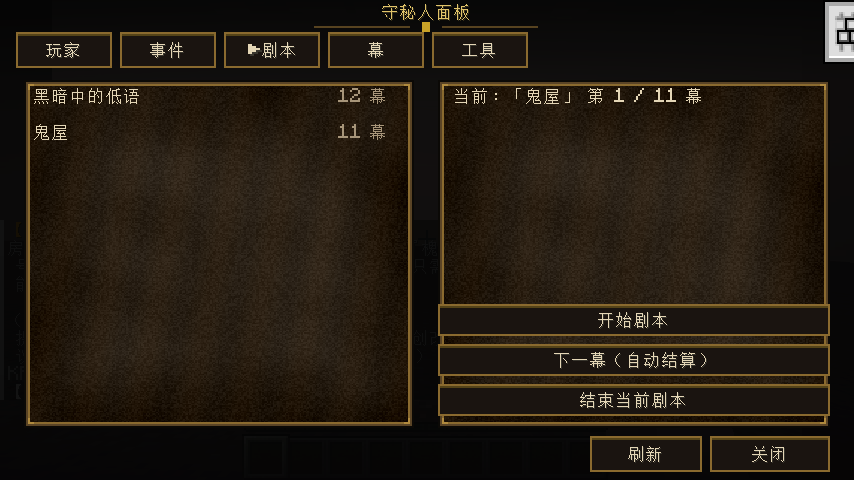 守秘人面板
玩家 事件 ▶剧本 幕 工具
黑暗中的低语 12 幕
鬼屋 11 幕
当前：「鬼屋」 第 1 / 11 幕
开始剧本
下一幕（自动结算）
结束当前剧本
刷新 关闭